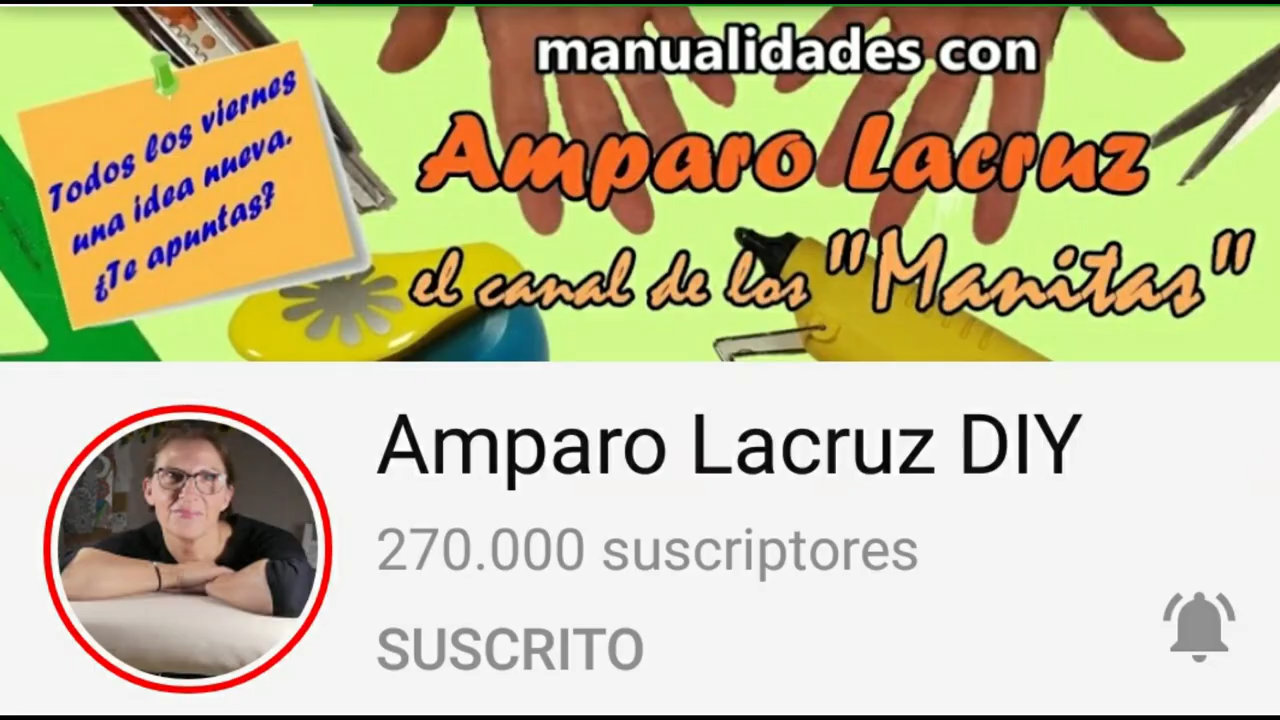 Todos los viernes
una idea nueva.
¿Te apuntas?
manualidades con
Amparo Lacruz
el canal de los "Manitas"
Amparo Lacruz DIY
270.000 suscriptores
SUSCRITO